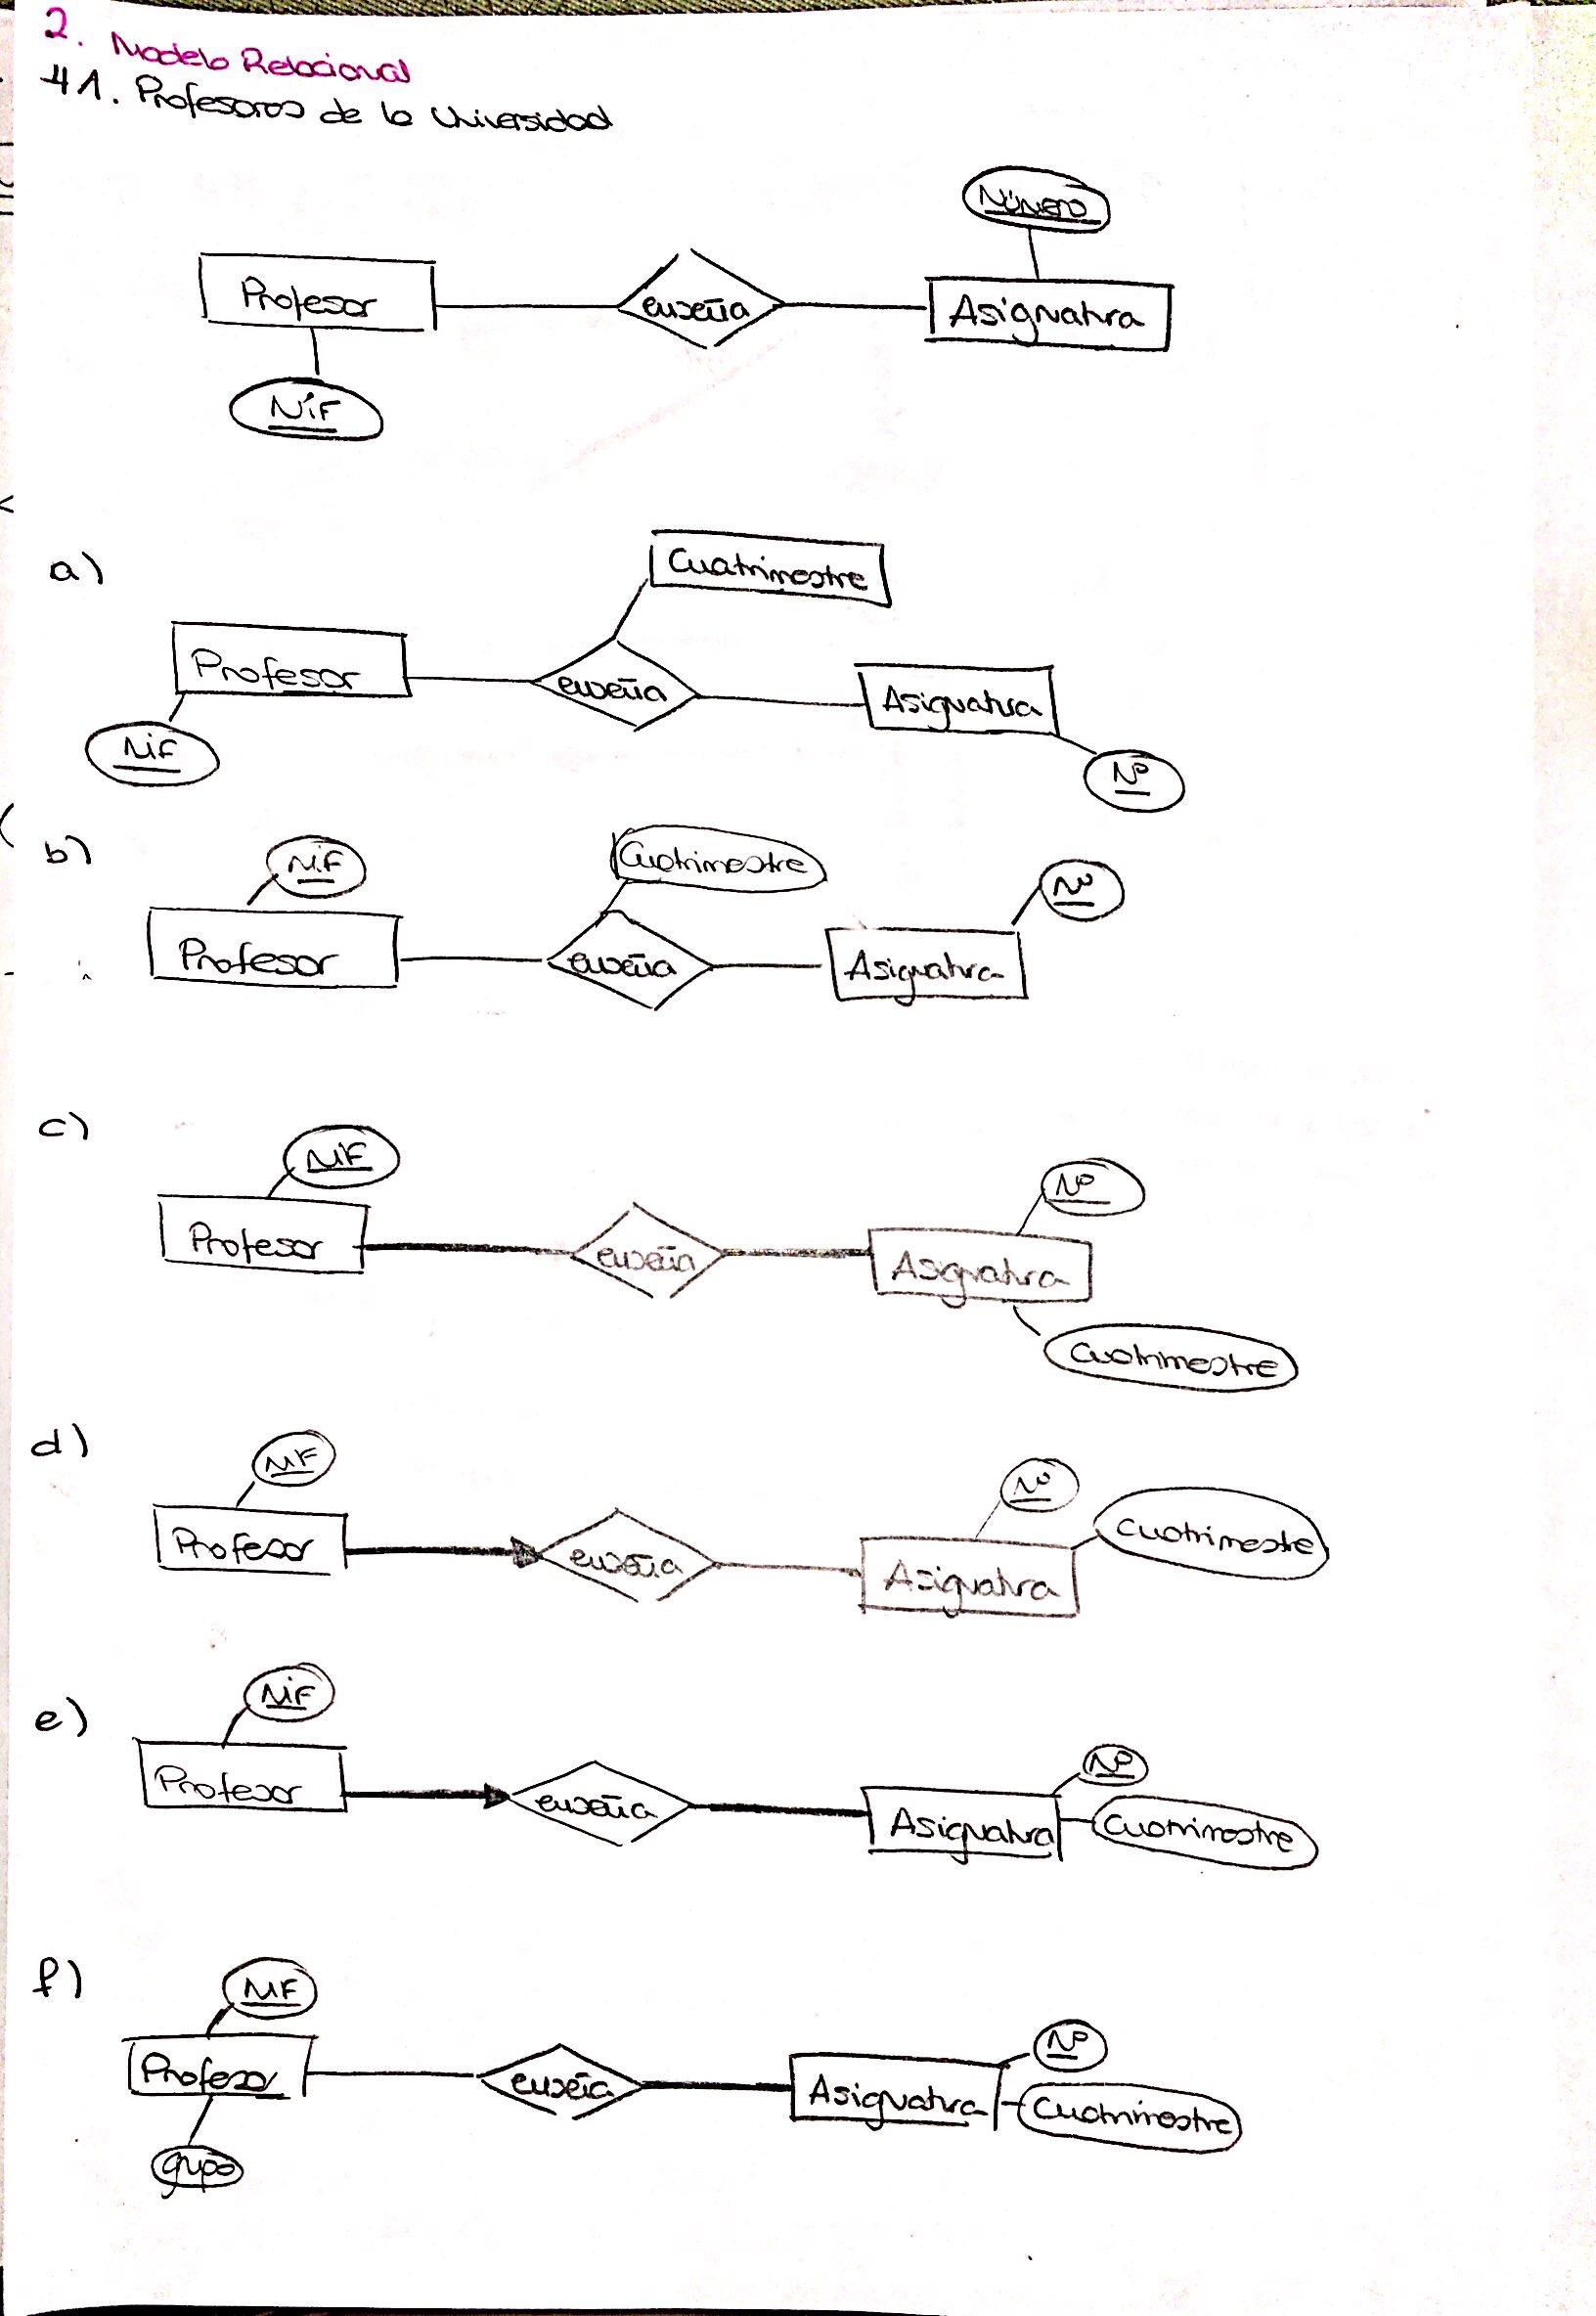 2. Modelo Relacional
41. Profesores de la Universidad
Número
Profesor
enseña
Asignatura
NiF
a)
Cuatrimestre
Profesor
enseña
Asignatura
NiF
Nº
b)
NiF
Cuatrimestre
Nº
Profesor
enseña
Asignatura
c)
NiF
Nº
Profesor
enseña
Asignatura
Cuatrimestre
d)
NiF
Nº
Cuatrimestre
Profesor
enseña
Asignatura
e)
NiF
Nº
Profesor
enseña
Asignatura
Cuatrimestre
f)
NiF
Nº
Profesor
enseña
Asignatura
Cuatrimestre
grupo